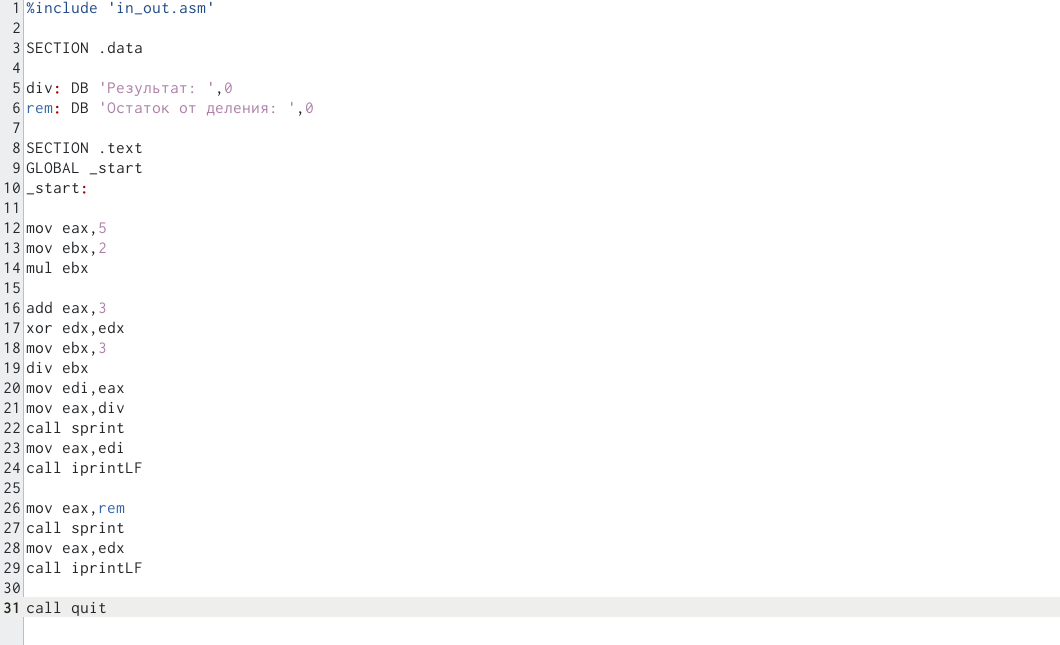 1 %include 'in_out.asm'
2
3 SECTION .data
4
5 div: DB 'Результат: ',0
6 rem: DB 'Остаток от деления: ',0
7
8 SECTION .text
9 GLOBAL _start
10 _start:
11
12 mov eax,5
13 mov ebx,2
14 mul ebx
15
16 add eax,3
17 xor edx,edx
18 mov ebx,3
19 div ebx
20 mov edi,eax
21 mov eax,div
22 call sprint
23 mov eax,edi
24 call iprintLF
25
26 mov eax,rem
27 call sprint
28 mov eax,edx
29 call iprintLF
30
31 call quit